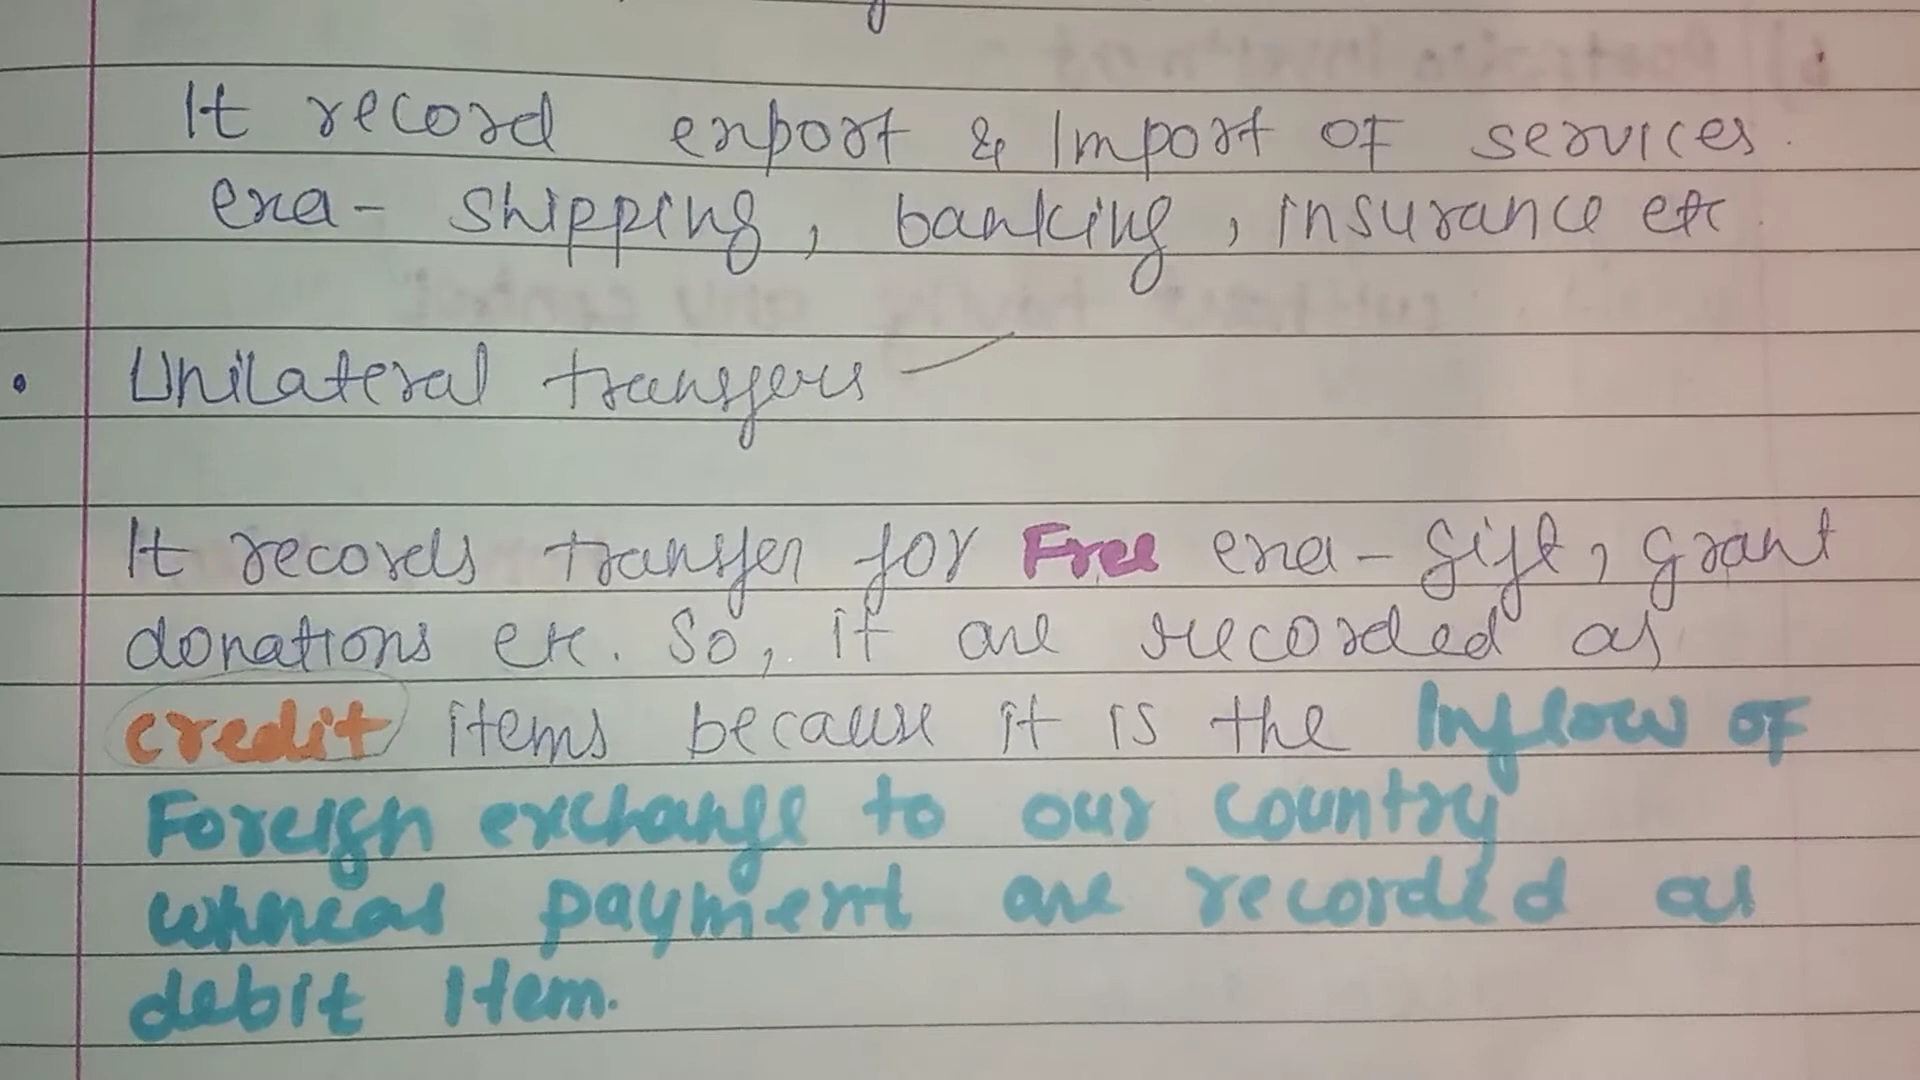 It record export & Import of services.
exa- shipping, banking, insurance etc.
• Unilateral transfers -
It records transfer for Free exa- gift, grant
donations etc. So, it are recorded as
credit items because it is the Inflow of
Foreign exchange to our country
whereas payment are recorded as
debit Item.